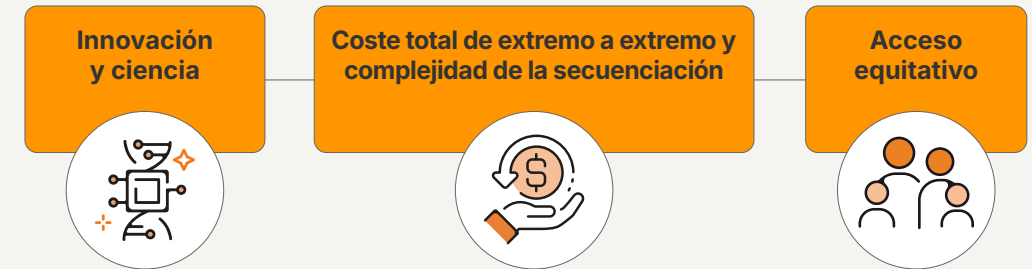 Innovación
y ciencia
Coste total de extremo a extremo y
complejidad de la secuenciación
Acceso
equitativo
$